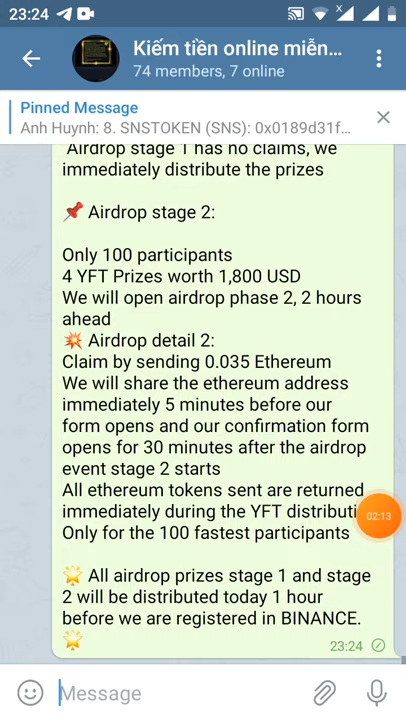 23:24
Kiếm tiền online miễn...
74 members, 7 online
Pinned Message
Anh Huynh: 8. SNSTOKEN (SNS): 0x0189d31f...
Airdrop stage 1 has no claims, we
immediately distribute the prizes
📌 Airdrop stage 2:
Only 100 participants
4 YFT Prizes worth 1,800 USD
We will open airdrop phase 2, 2 hours
ahead
💥 Airdrop detail 2:
Claim by sending 0.035 Ethereum
We will share the ethereum address
immediately 5 minutes before our
form opens and our confirmation form
opens for 30 minutes after the airdrop
event stage 2 starts
All ethereum tokens sent are returned
immediately during the YFT distributi
02:13
Only for the 100 fastest participants
🌟 All airdrop prizes stage 1 and stage
2 will be distributed today 1 hour
before we are registered in BINANCE.
🌟
23:24
Message